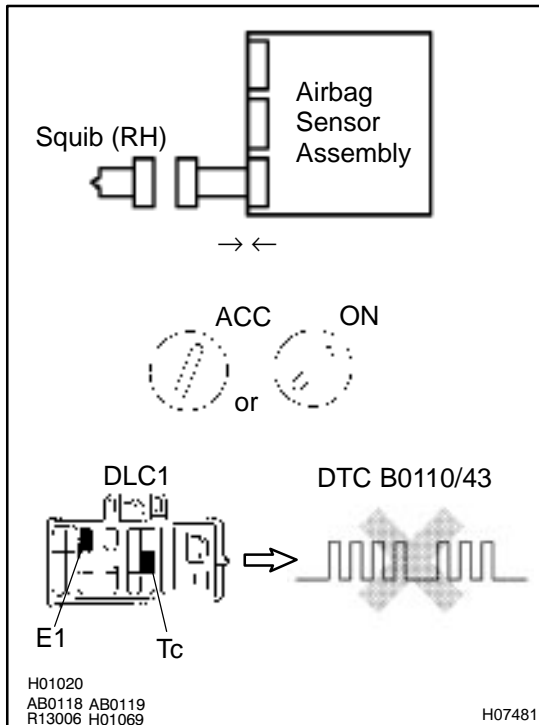 Airbag
Sensor
Assembly
Squib (RH)
ACC
ON
or
DLC1
DTC B0110/43
E1
Tc
H01020
AB0118 AB0119
R13006 H01069
H07481